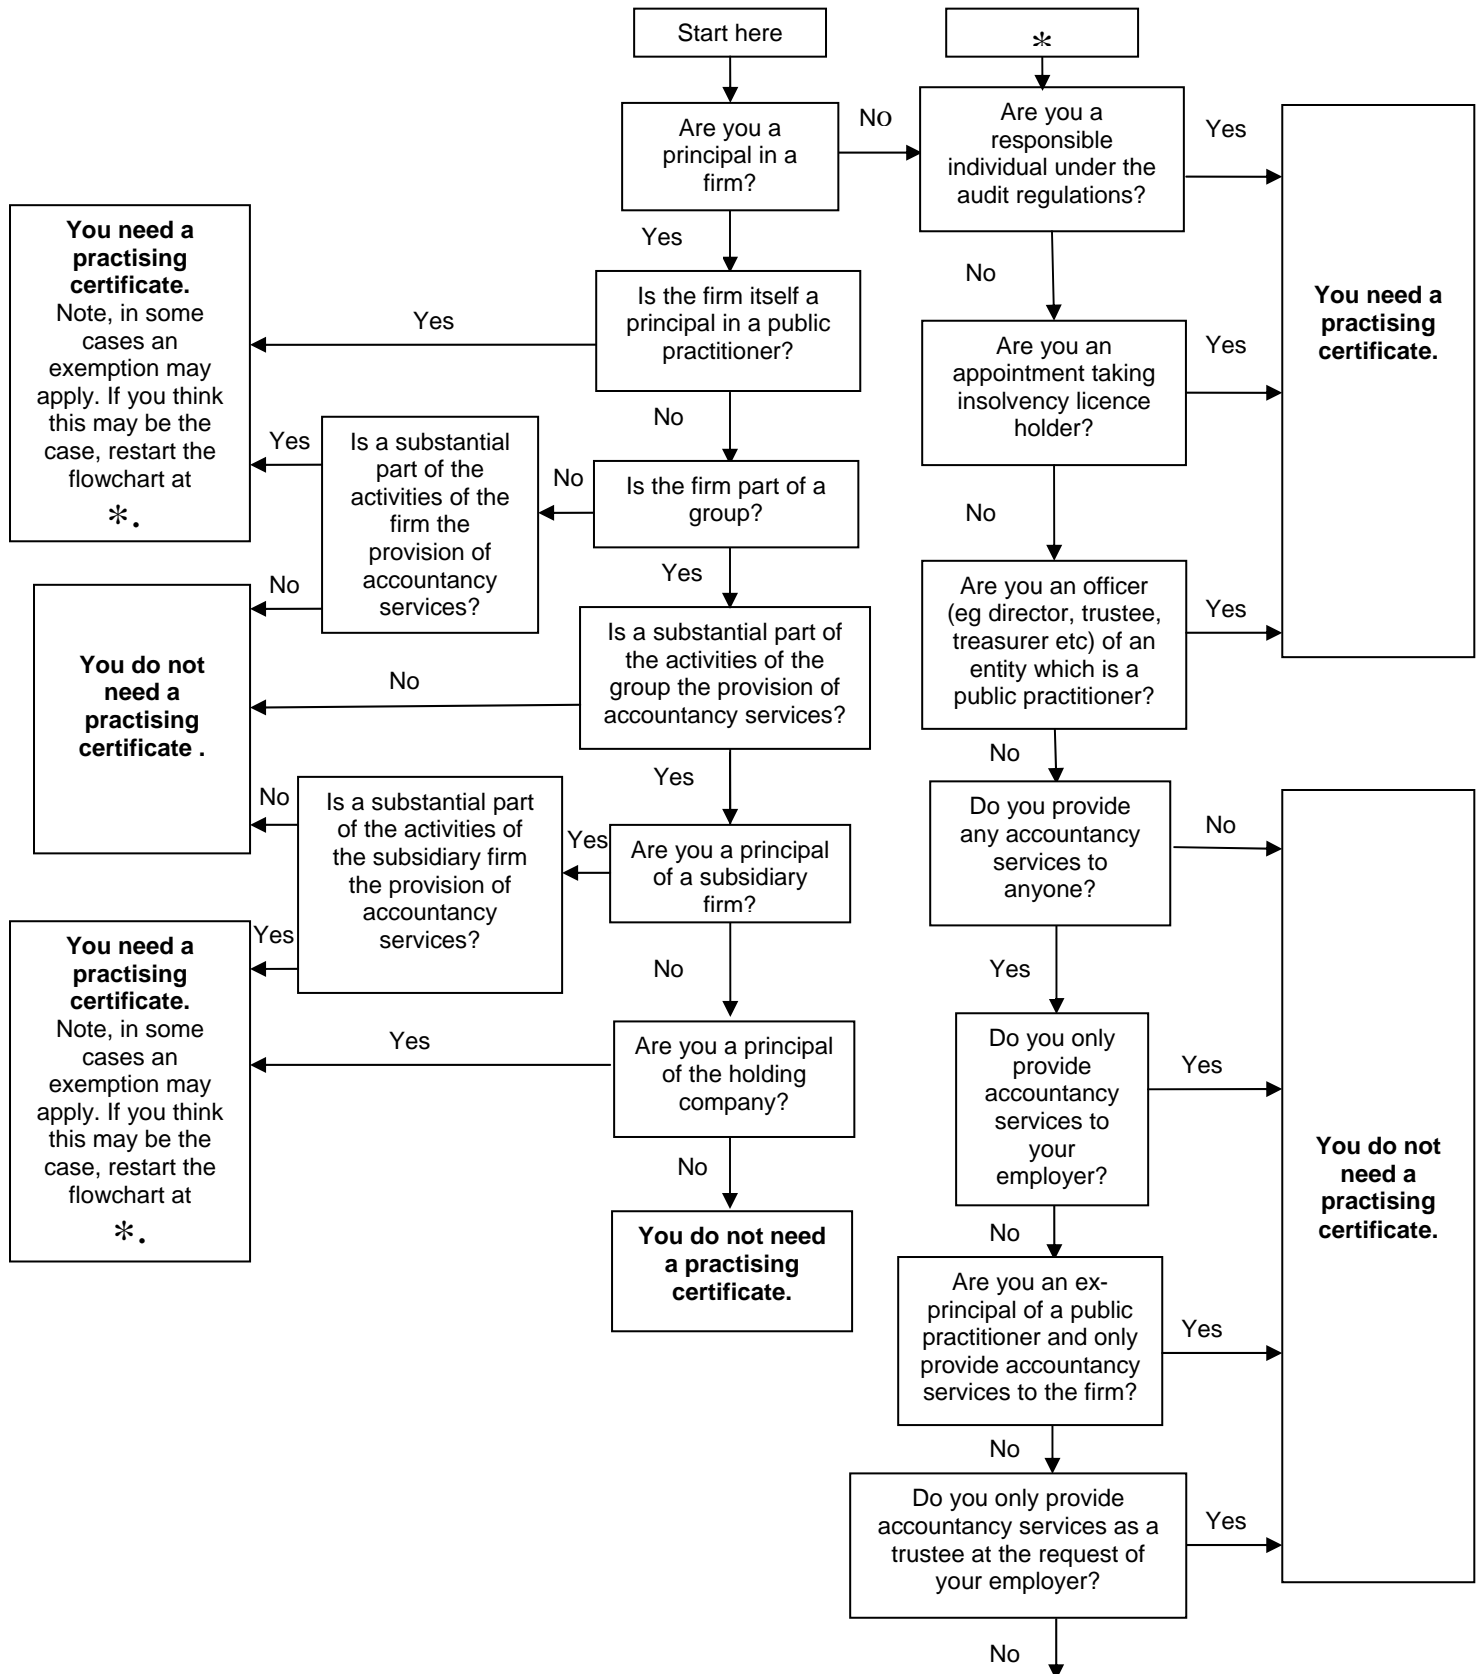 Start here
*
Are you a
principal in a
firm?
No
Are you a
responsible
individual under the
audit regulations?
Yes
You need a
practising
certificate.
Yes
No
Is the firm itself a
principal in a public
practitioner?
Yes
You need a
practising
certificate.
Note, in some
cases an
exemption may
apply. If you think
this may be the
case, restart the
flowchart at
*.
Are you an
appointment taking
insolvency licence
holder?
Yes
No
Is the firm part of a
group?
No
Is a substantial
part of the
activities of the
firm the
provision of
accountancy
services?
Yes
No
You do not
need a
practising
certificate .
No
Are you an officer
(eg director, trustee,
treasurer etc) of an
entity which is a
public practitioner?
Yes
Yes
Is a substantial part of
the activities of the
group the provision of
accountancy services?
No
No
Do you provide
any accountancy
services to
anyone?
No
You do not
need a
practising
certificate.
Yes
Are you a principal
of a subsidiary
firm?
Yes
Is a substantial part
of the activities of
the subsidiary firm
the provision of
accountancy
services?
No
Yes
You need a
practising
certificate.
Note, in some
cases an
exemption may
apply. If you think
this may be the
case, restart the
flowchart at
*.
No
Are you a principal
of the holding
company?
Yes
No
You do not need
a practising
certificate.
Yes
Do you only
provide
accountancy
services to
your
employer?
Yes
No
Are you an ex-
principal of a public
practitioner and only
provide accountancy
services to the firm?
Yes
No
Do you only provide
accountancy services as a
trustee at the request of
your employer?
Yes
No